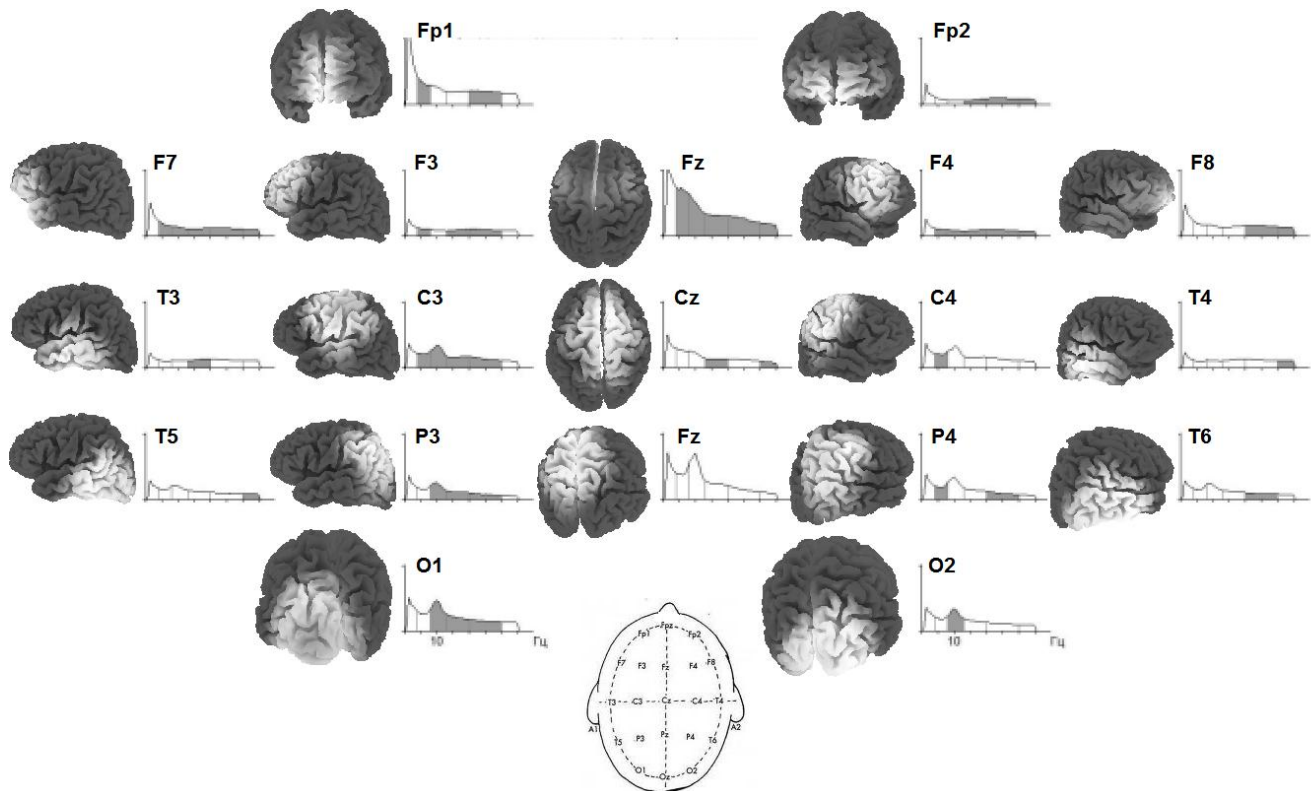 Fp1 Fp2
F7 F3 Fz F4 F8
T3 C3 Cz C4 T4
T5 P3 Fz P4 T6
O1 O2
10 Гц 10 Гц
Fpz
Fp1 Fp2
F7 F3 Fz F4 F8
T3 C3 Cz C4 T4
A1 A2
T5 P3 Pz P4 T6
O1 Oz O2